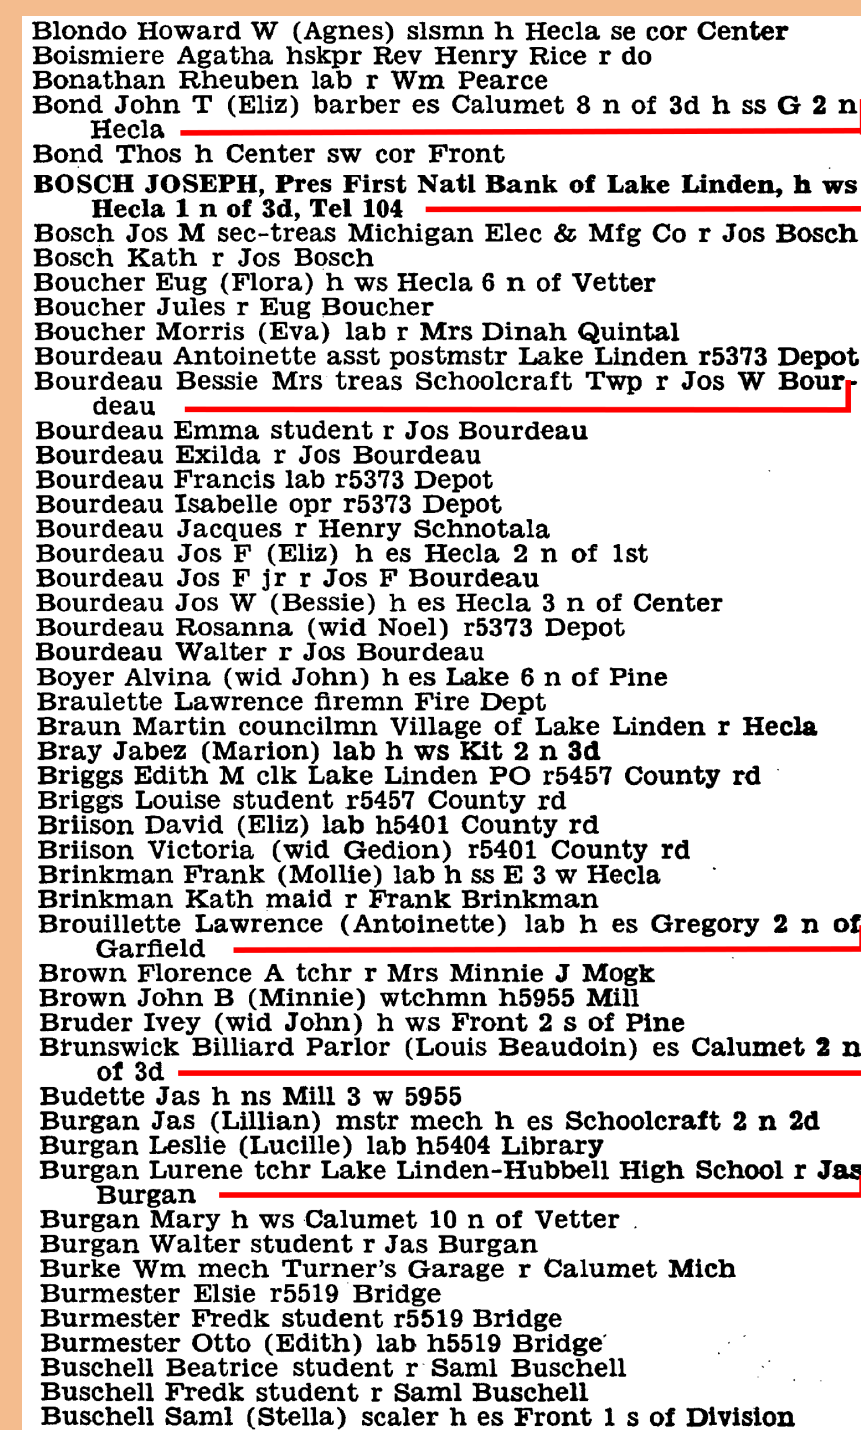 Blondo Howard W (Agnes) slsmn h Hecla se cor Center
Boismiere Agatha hskpr Rev Henry Rice r do
Bonathan Rheuben lab r Wm Pearce
Bond John T (Eliz) barber es Calumet 8 n of 3d h ss G 2 n
Hecla
Bond Thos h Center sw cor Front
BOSCH JOSEPH, Pres First Natl Bank of Lake Linden, h ws
Hecla 1 n of 3d, Tel 104
Bosch Jos M sec-treas Michigan Elec & Mfg Co r Jos Bosch
Bosch Kath r Jos Bosch
Boucher Eug (Flora) h ws Hecla 6 n of Vetter
Boucher Jules r Eug Boucher
Boucher Morris (Eva) lab r Mrs Dinah Quintal
Bourdeau Antoinette asst postmstr Lake Linden r5373 Depot
Bourdeau Bessie Mrs treas Schoolcraft Twp r Jos W Bour-
deau
Bourdeau Emma student r Jos Bourdeau
Bourdeau Exilda r Jos Bourdeau
Bourdeau Francis lab r5373 Depot
Bourdeau Isabelle opr r5373 Depot
Bourdeau Jacques r Henry Schnotala
Bourdeau Jos F (Eliz) h es Hecla 2 n of 1st
Bourdeau Jos F jr r Jos F Bourdeau
Bourdeau Jos W (Bessie) h es Hecla 3 n of Center
Bourdeau Rosanna (wid Noel) r5373 Depot
Bourdeau Walter r Jos Bourdeau
Boyer Alvina (wid John) h es Lake 6 n of Pine
Braulette Lawrence firemn Fire Dept
Braun Martin councilmn Village of Lake Linden r Hecla
Bray Jabez (Marion) lab h ws Kit 2 n 3d
Briggs Edith M clk Lake Linden PO r5457 County rd
Briggs Louise student r5457 County rd
Briison David (Eliz) lab h5401 County rd
Briison Victoria (wid Gedion) r5401 County rd
Brinkman Frank (Mollie) lab h ss E 3 w Hecla
Brinkman Kath maid r Frank Brinkman
Brouillette Lawrence (Antoinette) lab h es Gregory 2 n of
Garfield
Brown Florence A tchr r Mrs Minnie J Mogk
Brown John B (Minnie) wtchmn h5955 Mill
Bruder Ivey (wid John) h ws Front 2 s of Pine
Brunswick Billiard Parlor (Louis Beaudoin) es Calumet 2 n
of 3d
Budette Jas h ns Mill 3 w 5955
Burgan Jas (Lillian) mstr mech h es Schoolcraft 2 n 2d
Burgan Leslie (Lucille) lab h5404 Library
Burgan Lurene tchr Lake Linden-Hubbell High School r Jas
Burgan
Burgan Mary h ws Calumet 10 n of Vetter
Burgan Walter student r Jas Burgan
Burke Wm mech Turner's Garage r Calumet Mich
Burmester Elsie r5519 Bridge
Burmester Fredk student r5519 Bridge
Burmester Otto (Edith) lab h5519 Bridge
Buschell Beatrice student r Saml Buschell
Buschell Fredk student r Saml Buschell
Buschell Saml (Stella) scaler h es Front 1 s of Division